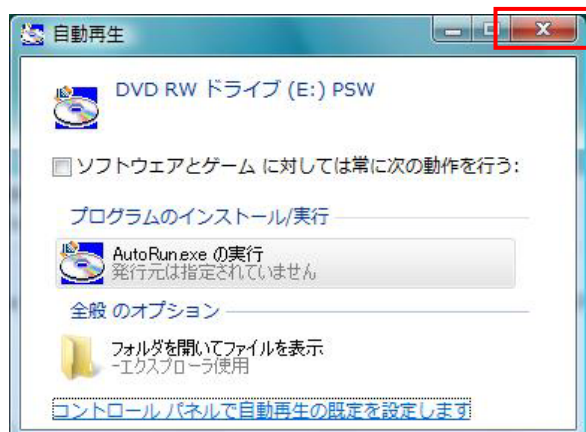 自動再生
DVD RW ドライブ (E:) PSW
ソフトウェアとゲーム に対しては常に次の動作を行う:
プログラムのインストール/実行
AutoRun.exe の実行
発行元は指定されていません
全般 のオプション
フォルダを開いてファイルを表示
-エクスプローラ使用
コントロール パネルで自動再生の既定を設定します